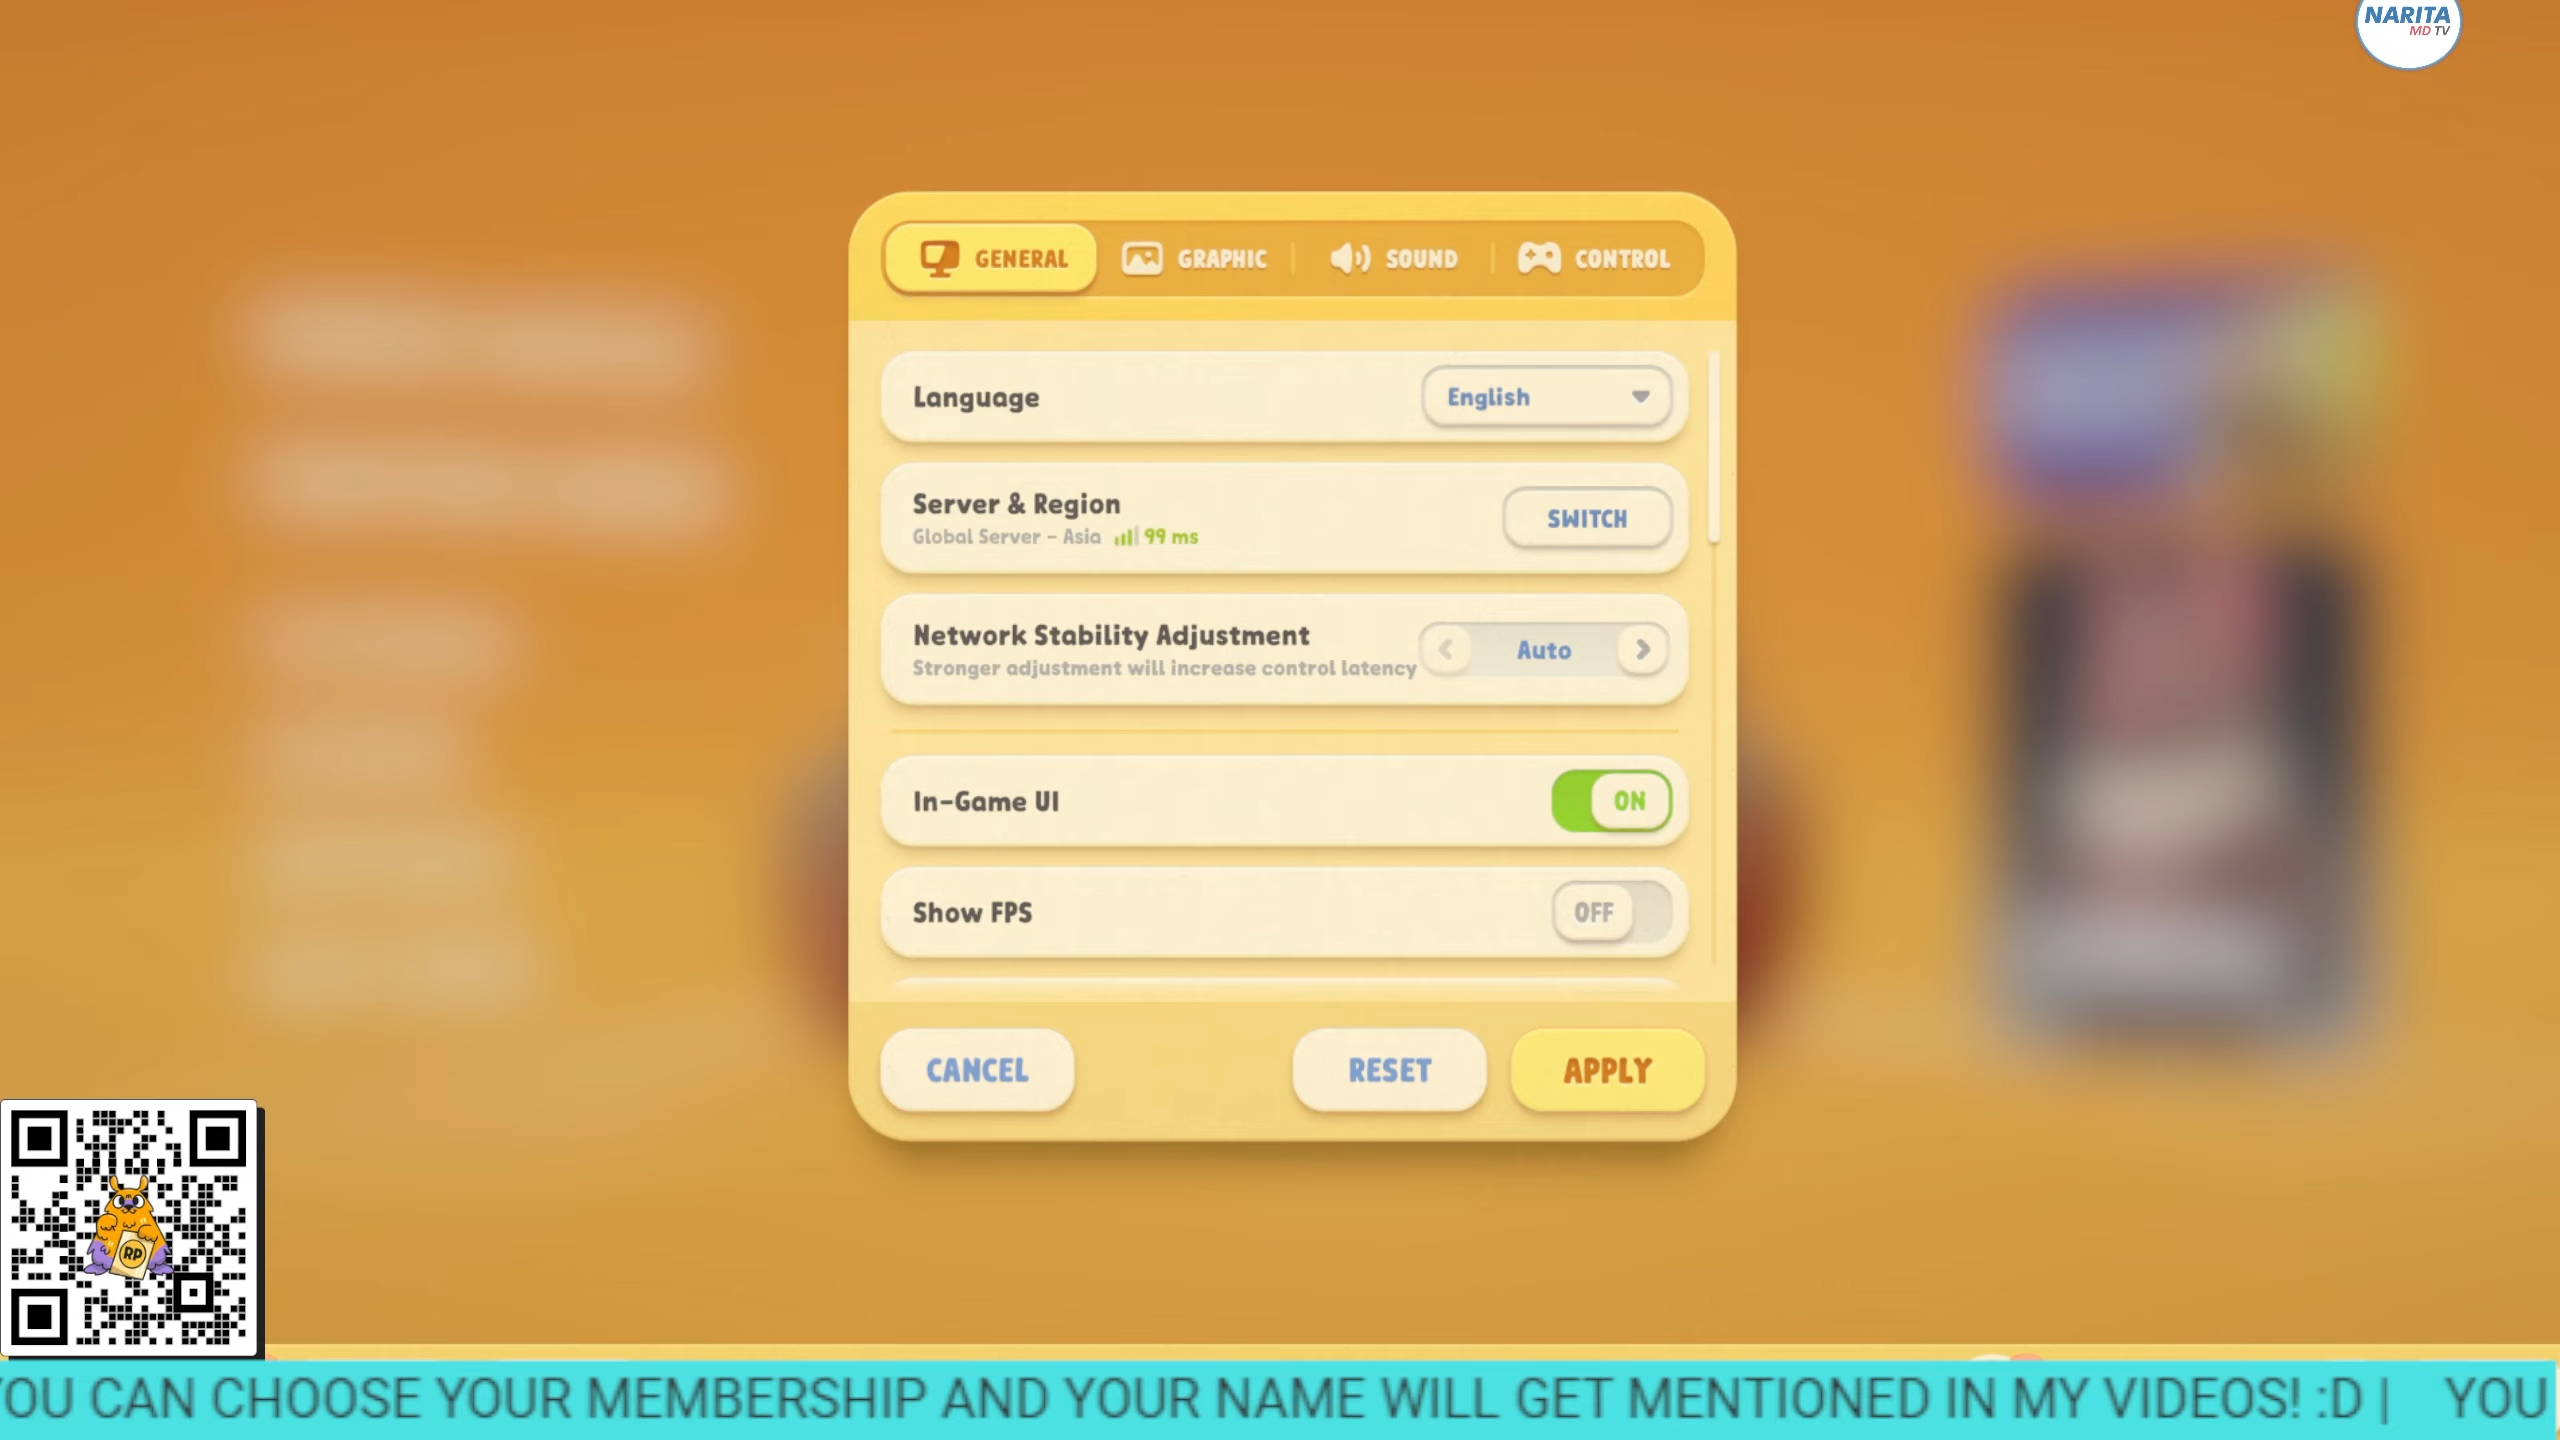 NARITA
MD TV
GENERAL
GRAPHIC
SOUND
CONTROL
Language
English
Server & Region
Global Server - Asia
99 ms
SWITCH
Network Stability Adjustment
Stronger adjustment will increase control latency
Auto
In-Game UI
ON
Show FPS
OFF
CANCEL
RESET
APPLY
RP
YOU CAN CHOOSE YOUR MEMBERSHIP AND YOUR NAME WILL GET MENTIONED IN MY VIDEOS! :D | YOU